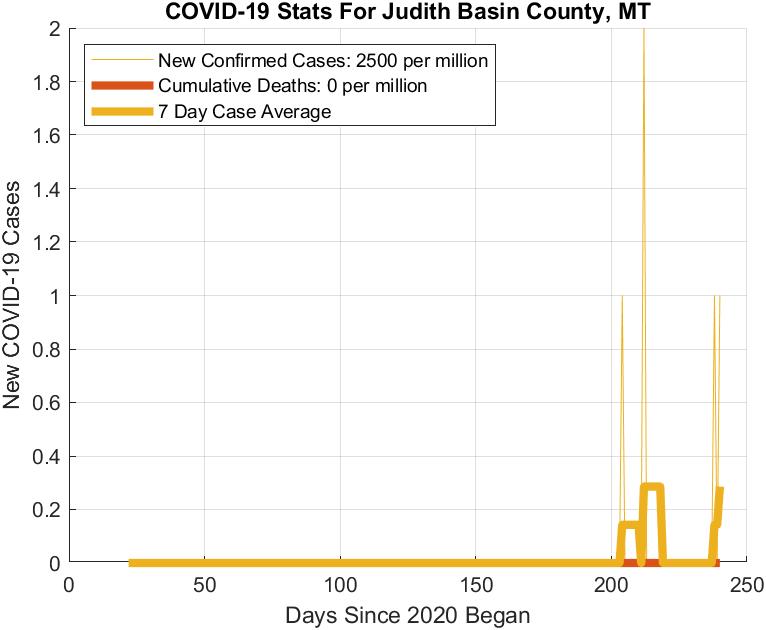 COVID-19 Stats For Judith Basin County, MT
New Confirmed Cases: 2500 per million
Cumulative Deaths: 0 per million
7 Day Case Average
New COVID-19 Cases
2
1.8
1.6
1.4
1.2
1
0.8
0.6
0.4
0.2
0
0 50 100 150 200 250
Days Since 2020 Began